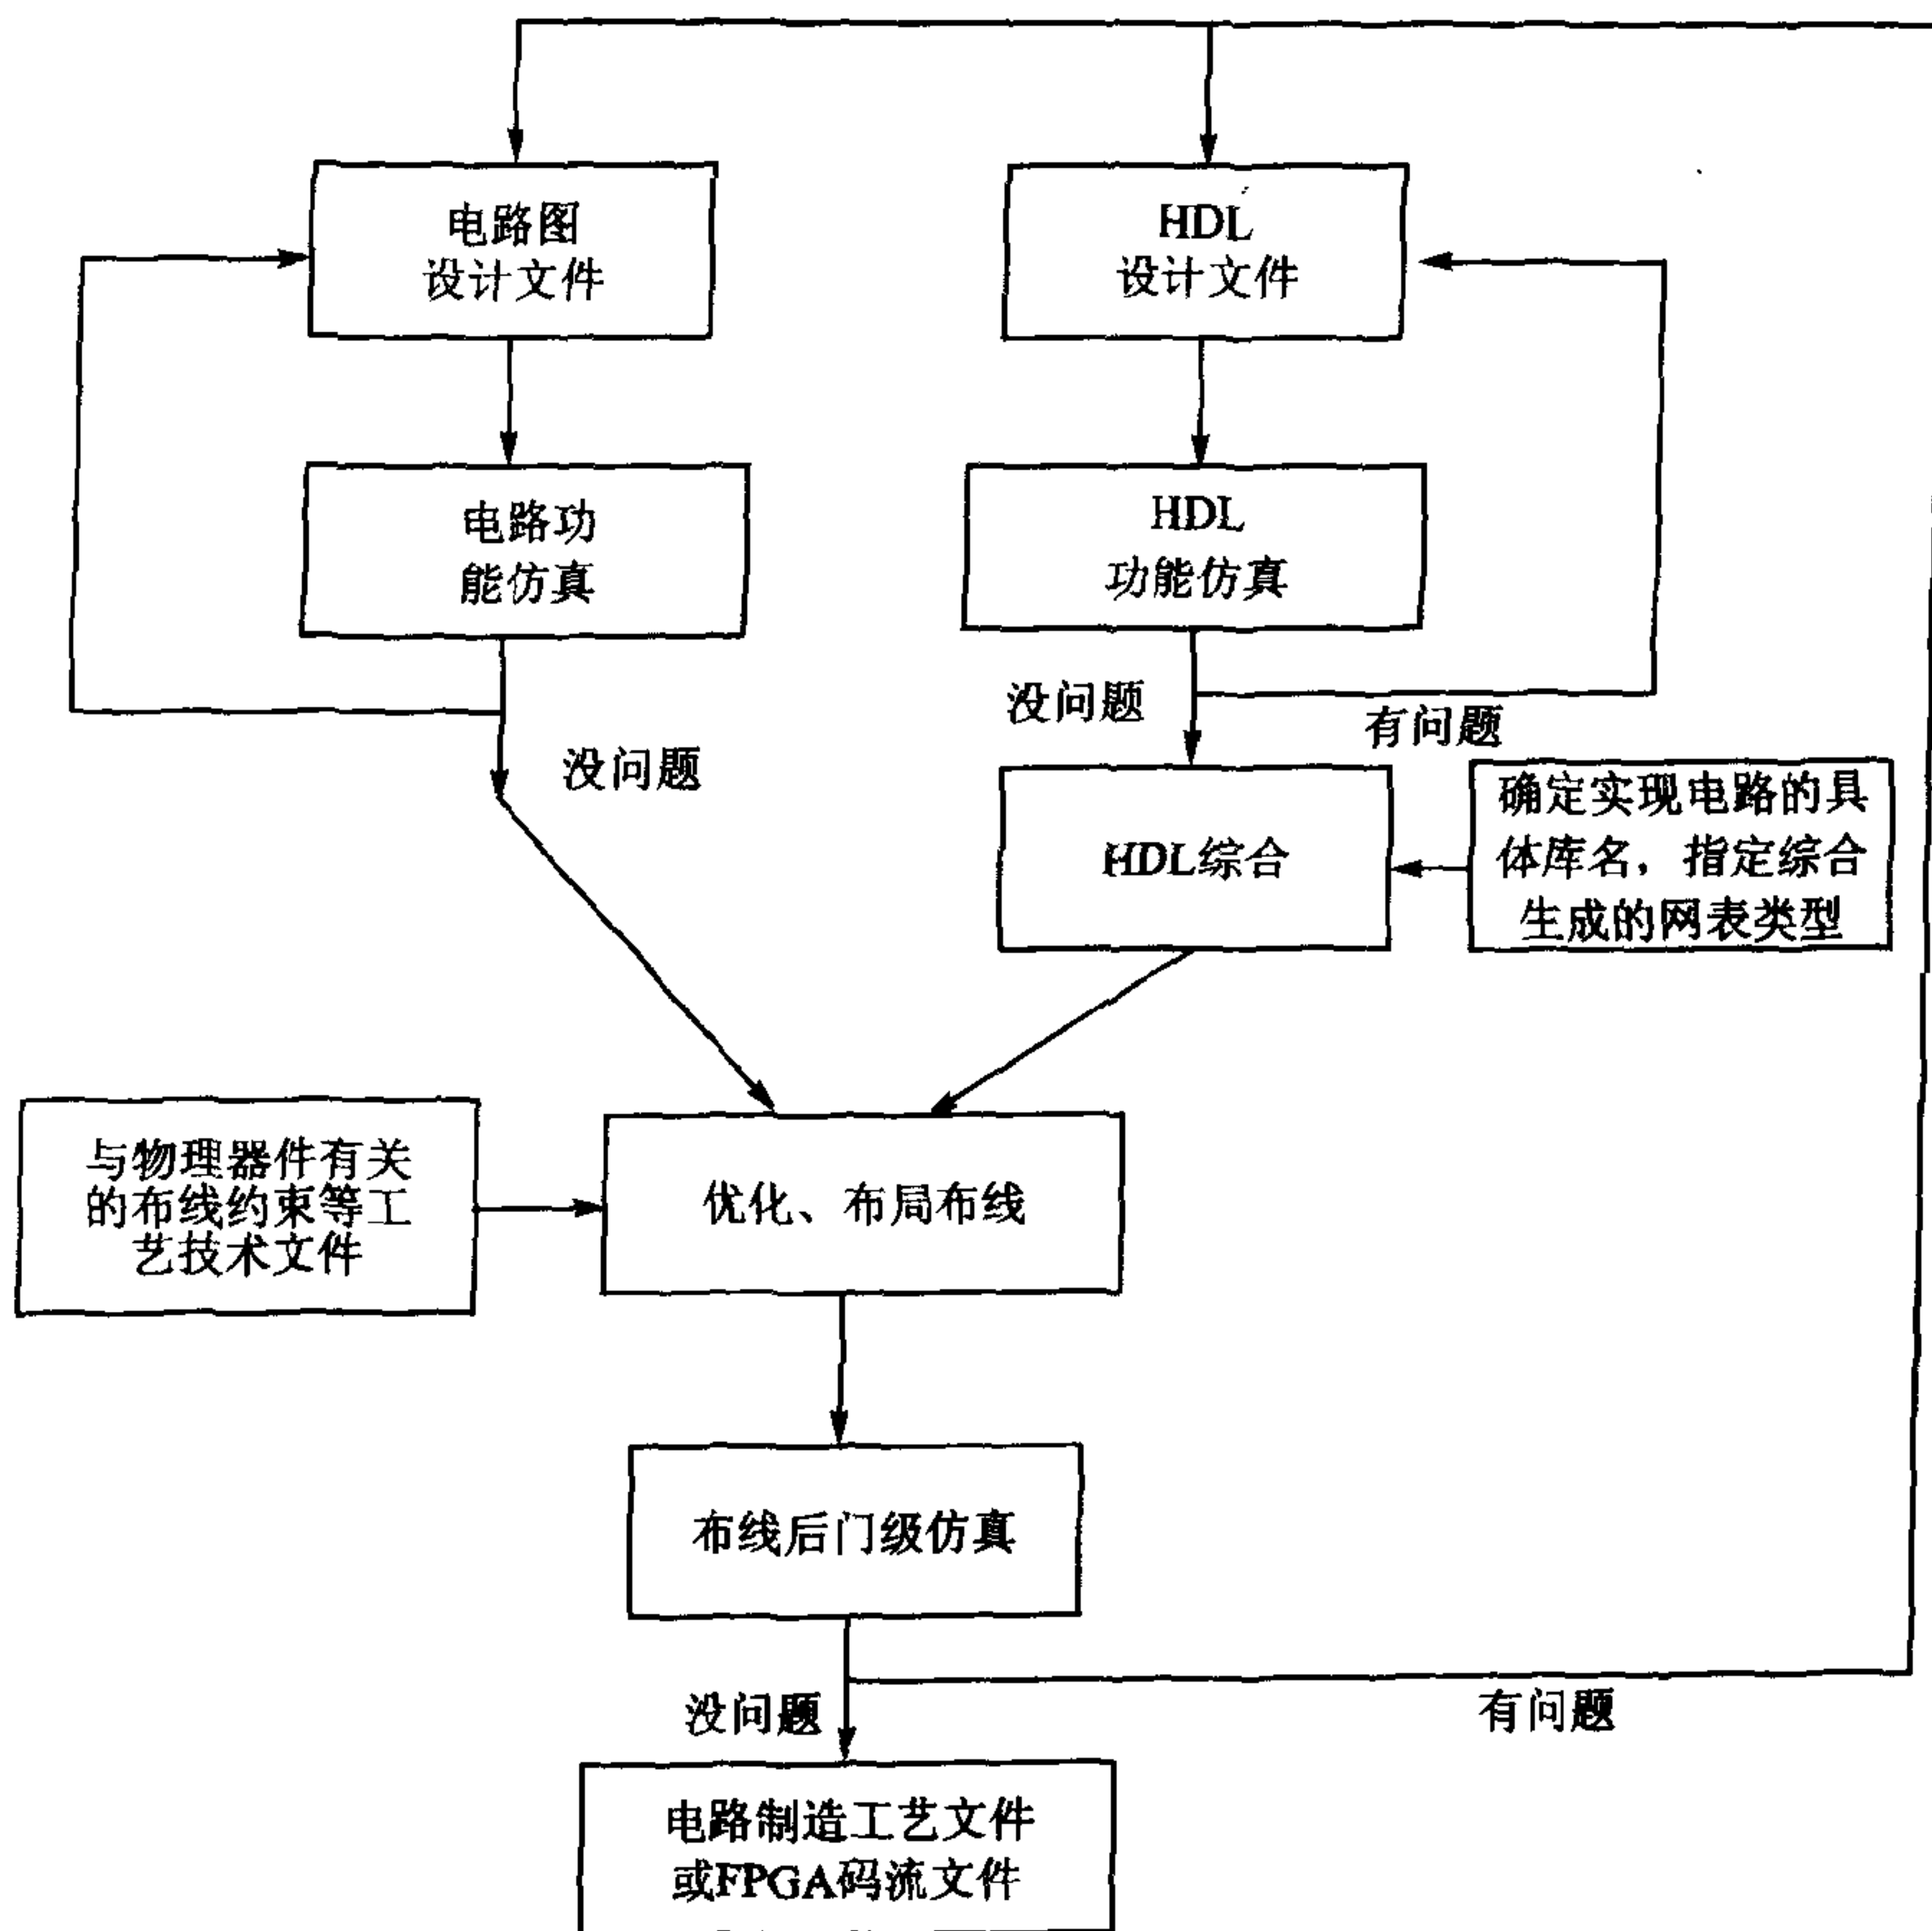 电路图
设计文件
HDL
设计文件
电路功
能仿真
HDL
功能仿真
没问题
有问题
没问题
HDL综合
确定实现电路的具
体库名，指定综合
生成的网表类型
与物理器件有关
的布线约束等工
艺技术文件
优化、布局布线
布线后门级仿真
没问题
有问题
电路制造工艺文件
或FPGA码流文件